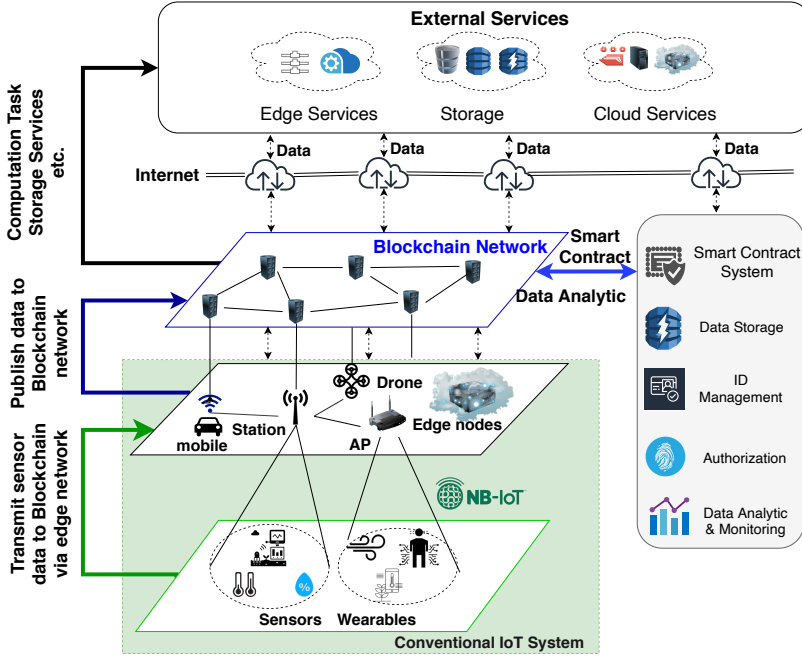 External Services
Edge Services
Storage
Cloud Services
Computation Task
Storage Services
etc.
Data
Data
Data
Data
Internet
Blockchain Network
Smart
Contract
Data Analytic
Smart Contract
System
Data Storage
ID
Management
Authorization
Data Analytic
& Monitoring
Publish data to
Blockchain
network
Drone
mobile
Station
AP
Edge nodes
Transmit sensor
data to Blockchain
via edge network
NB-IoT
%
Sensors
Wearables
Conventional IoT System